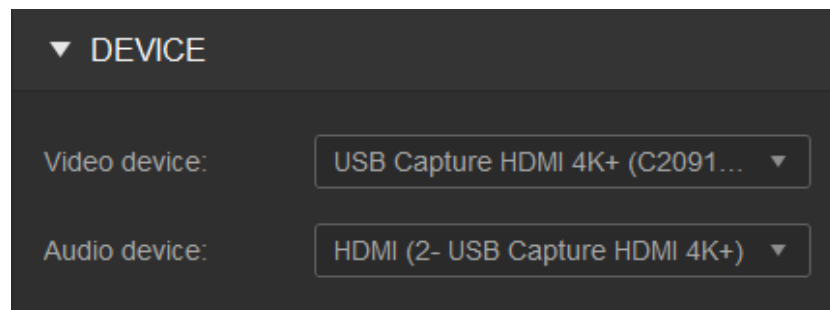 DEVICE
Video device: USB Capture HDMI 4K+ (C2091...
Audio device: HDMI (2- USB Capture HDMI 4K+)